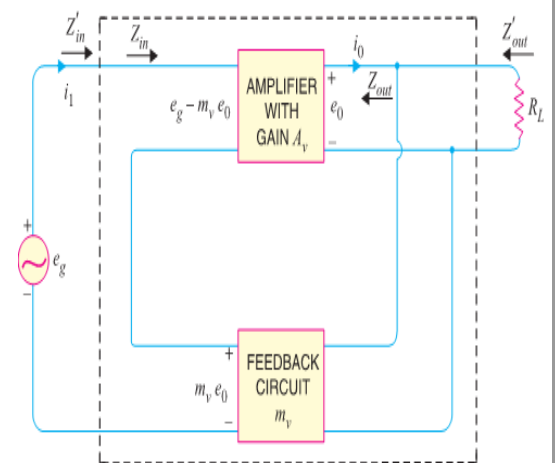 Z'in
Zin
i0
Z'out
i1
eg – mv e0
AMPLIFIER
WITH
GAIN Av
+
e0
–
Zout
RL
+
eg
–
+
mv e0
–
FEEDBACK
CIRCUIT
mv